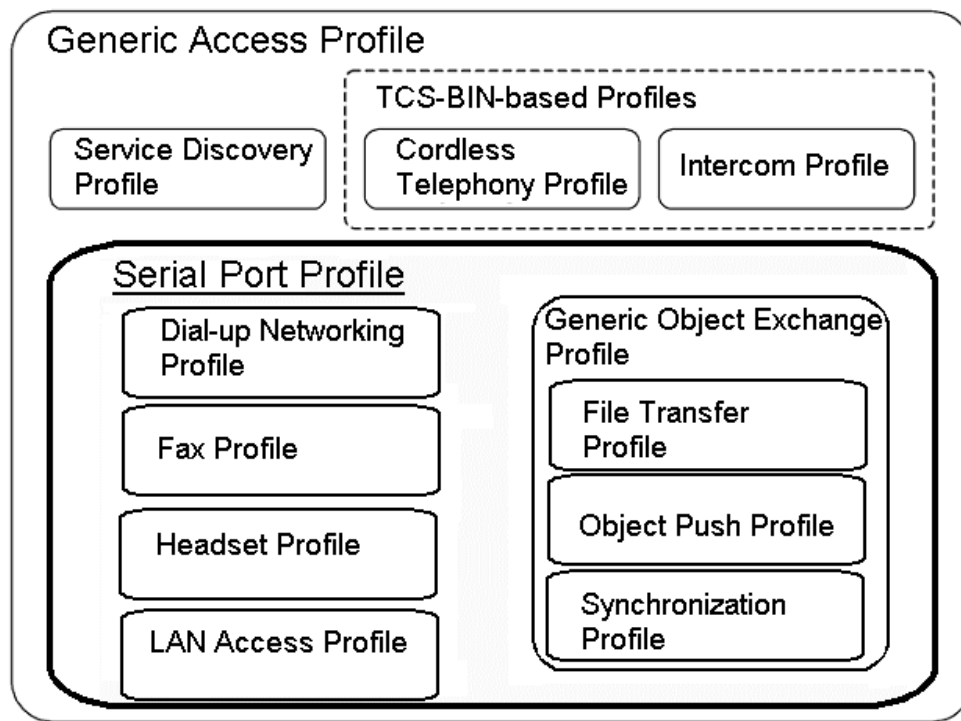 Generic Access Profile
TCS-BIN-based Profiles
Service Discovery
Profile
Cordless
Telephony Profile
Intercom Profile
Serial Port Profile
Dial-up Networking
Profile
Fax Profile
Headset Profile
LAN Access Profile
Generic Object Exchange
Profile
File Transfer
Profile
Object Push Profile
Synchronization
Profile